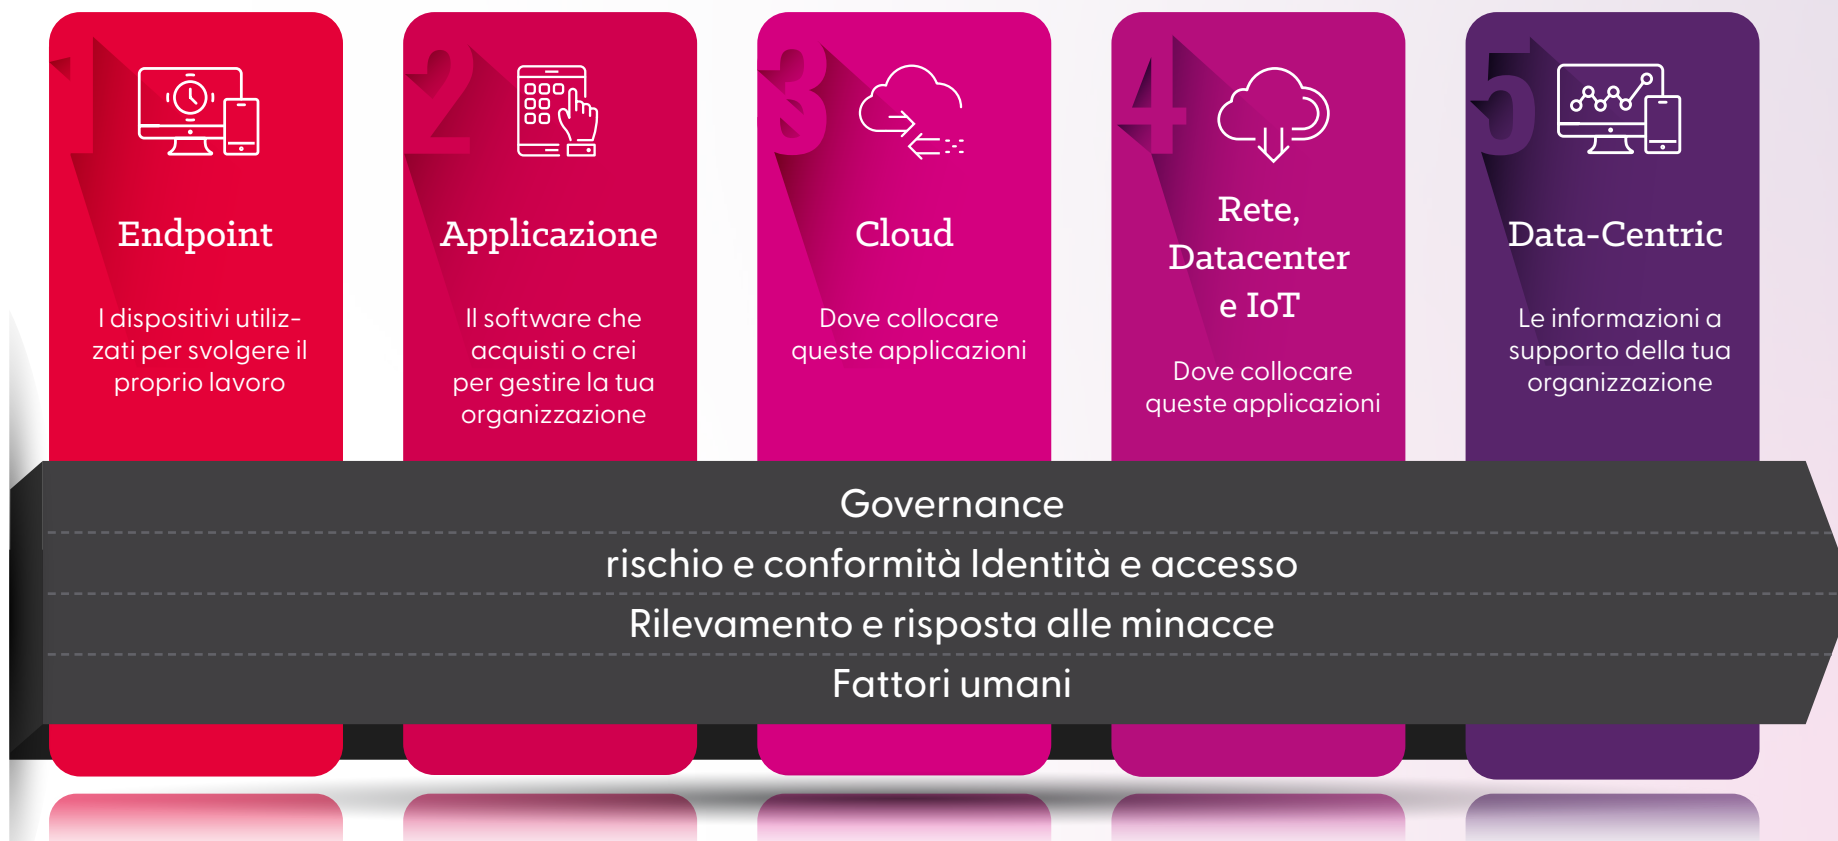 1
Endpoint
I dispositivi utiliz-
zati per svolgere il
proprio lavoro
2
Applicazione
Il software che
acquisti o crei
per gestire la tua
organizzazione
3
Cloud
Dove collocare
queste applicazioni
4
Rete,
Datacenter
e IoT
Dove collocare
queste applicazioni
5
Data-Centric
Le informazioni a
supporto della tua
organizzazione
Governance
rischio e conformità Identità e accesso
Rilevamento e risposta alle minacce
Fattori umani